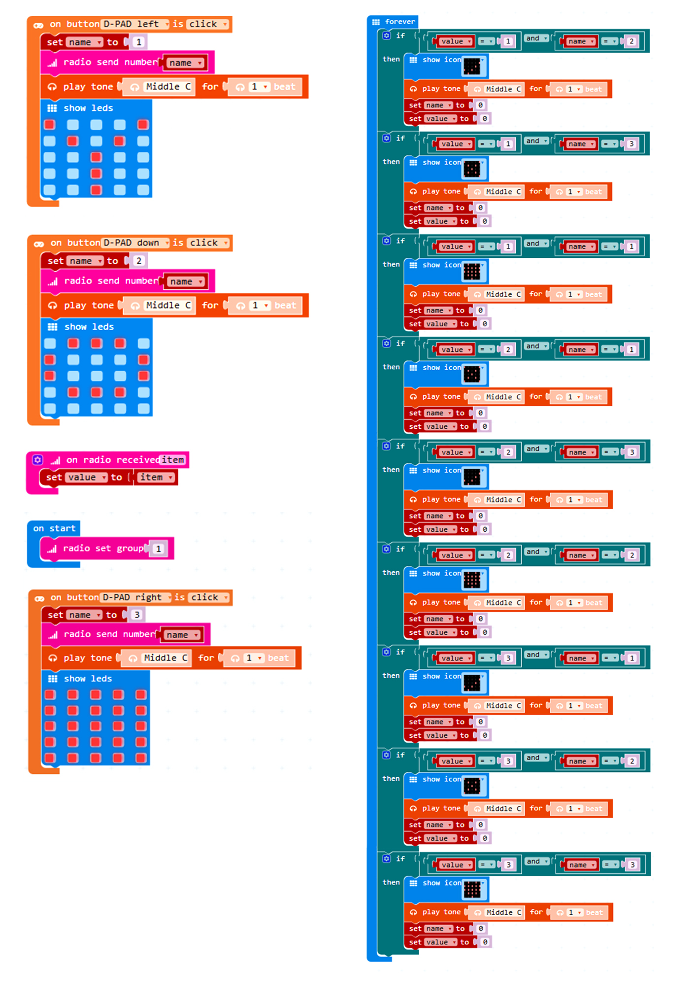 on button D-PAD left is click
set name to 1
radio send number name
play tone Middle C for 1 beat
show leds
on button D-PAD down is click
set name to 2
radio send number name
play tone Middle C for 1 beat
show leds
on radio received item
set value to item
on start
radio set group 1
on button D-PAD right is click
set name to 3
radio send number name
play tone Middle C for 1 beat
show leds
forever
if value = 1 and name = 2
then show icon
play tone Middle C for 1 beat
set name to 0
set value to 0
if value = 1 and name = 3
then show icon
play tone Middle C for 1 beat
set name to 0
set value to 0
if value = 1 and name = 1
then show icon
play tone Middle C for 1 beat
set name to 0
set value to 0
if value = 2 and name = 1
then show icon
play tone Middle C for 1 beat
set name to 0
set value to 0
if value = 2 and name = 3
then show icon
play tone Middle C for 1 beat
set name to 0
set value to 0
if value = 2 and name = 2
then show icon
play tone Middle C for 1 beat
set name to 0
set value to 0
if value = 3 and name = 1
then show icon
play tone Middle C for 1 beat
set name to 0
set value to 0
if value = 3 and name = 2
then show icon
play tone Middle C for 1 beat
set name to 0
set value to 0
if value = 3 and name = 3
then show icon
play tone Middle C for 1 beat
set name to 0
set value to 0